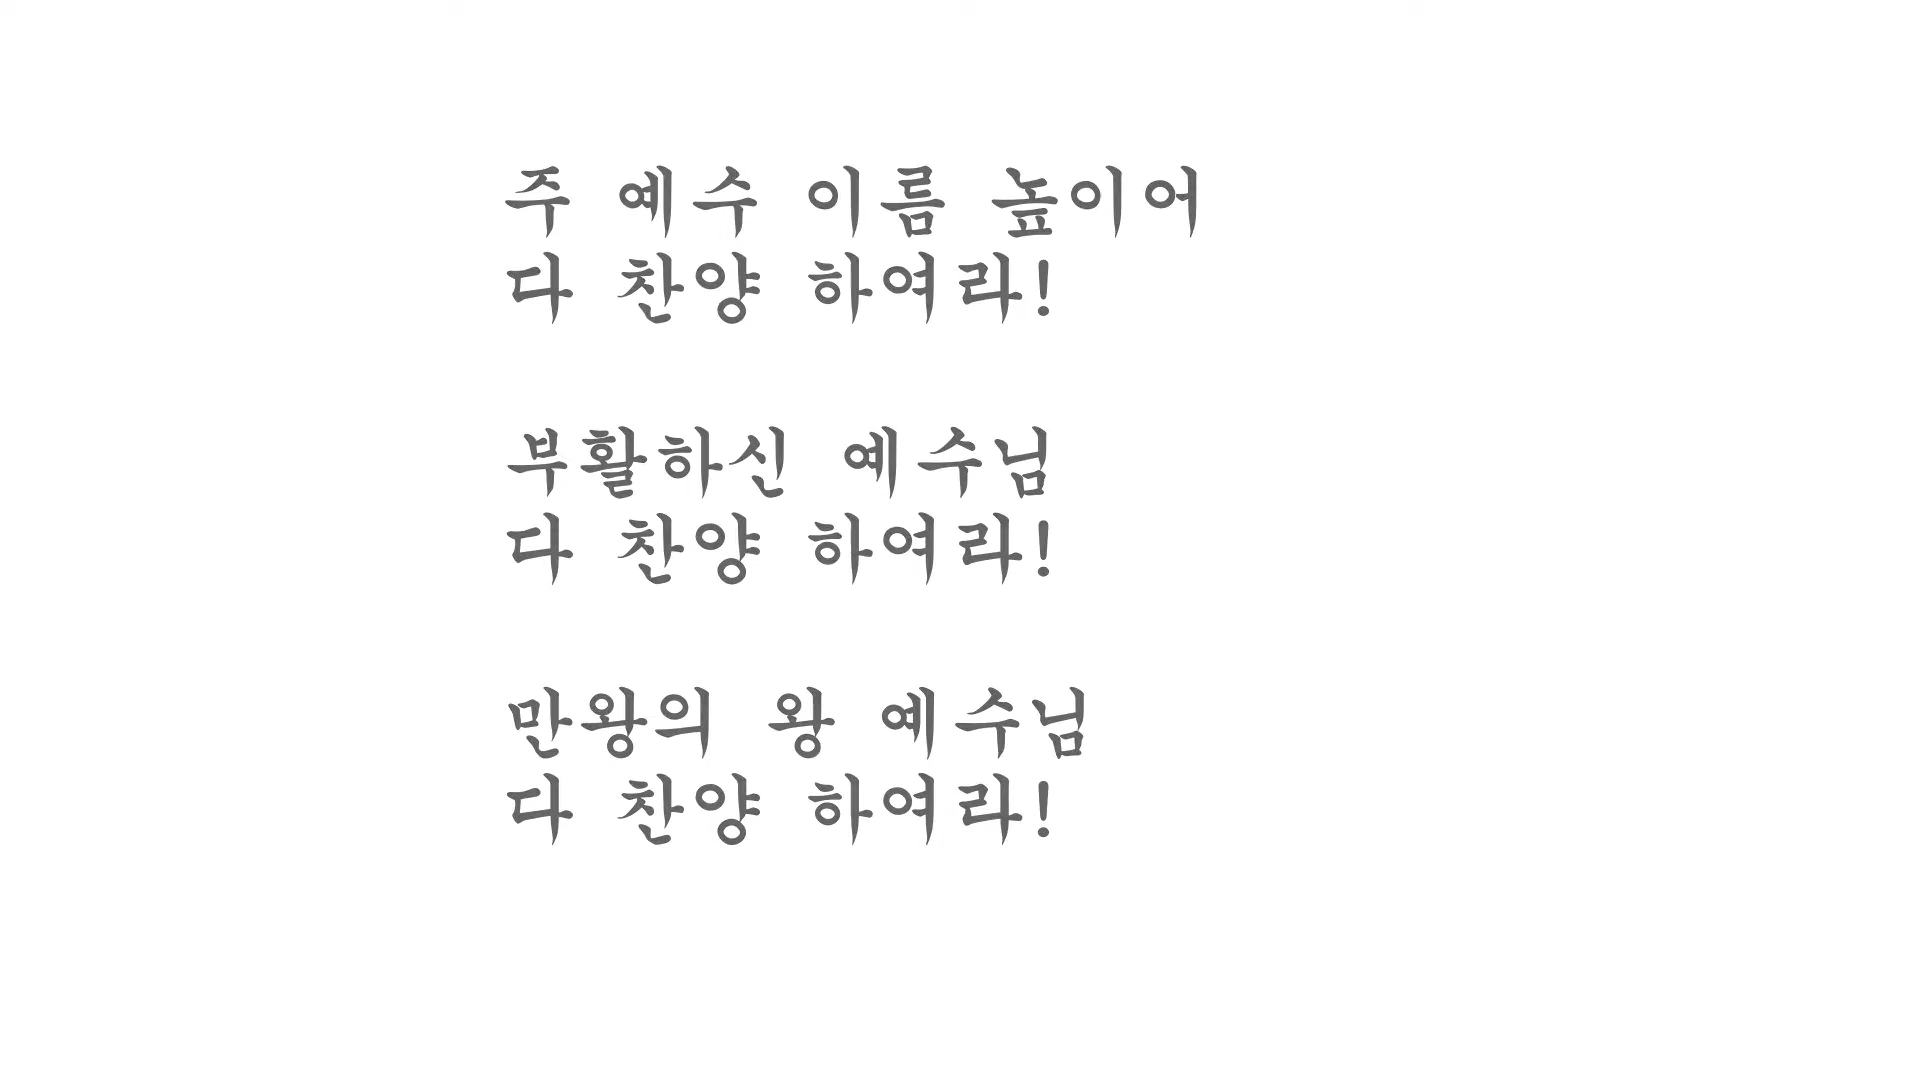 주 예수 이름 높이어
다 찬양 하여라!
부활하신 예수님
다 찬양 하여라!
만왕의 왕 예수님
다 찬양 하여라!